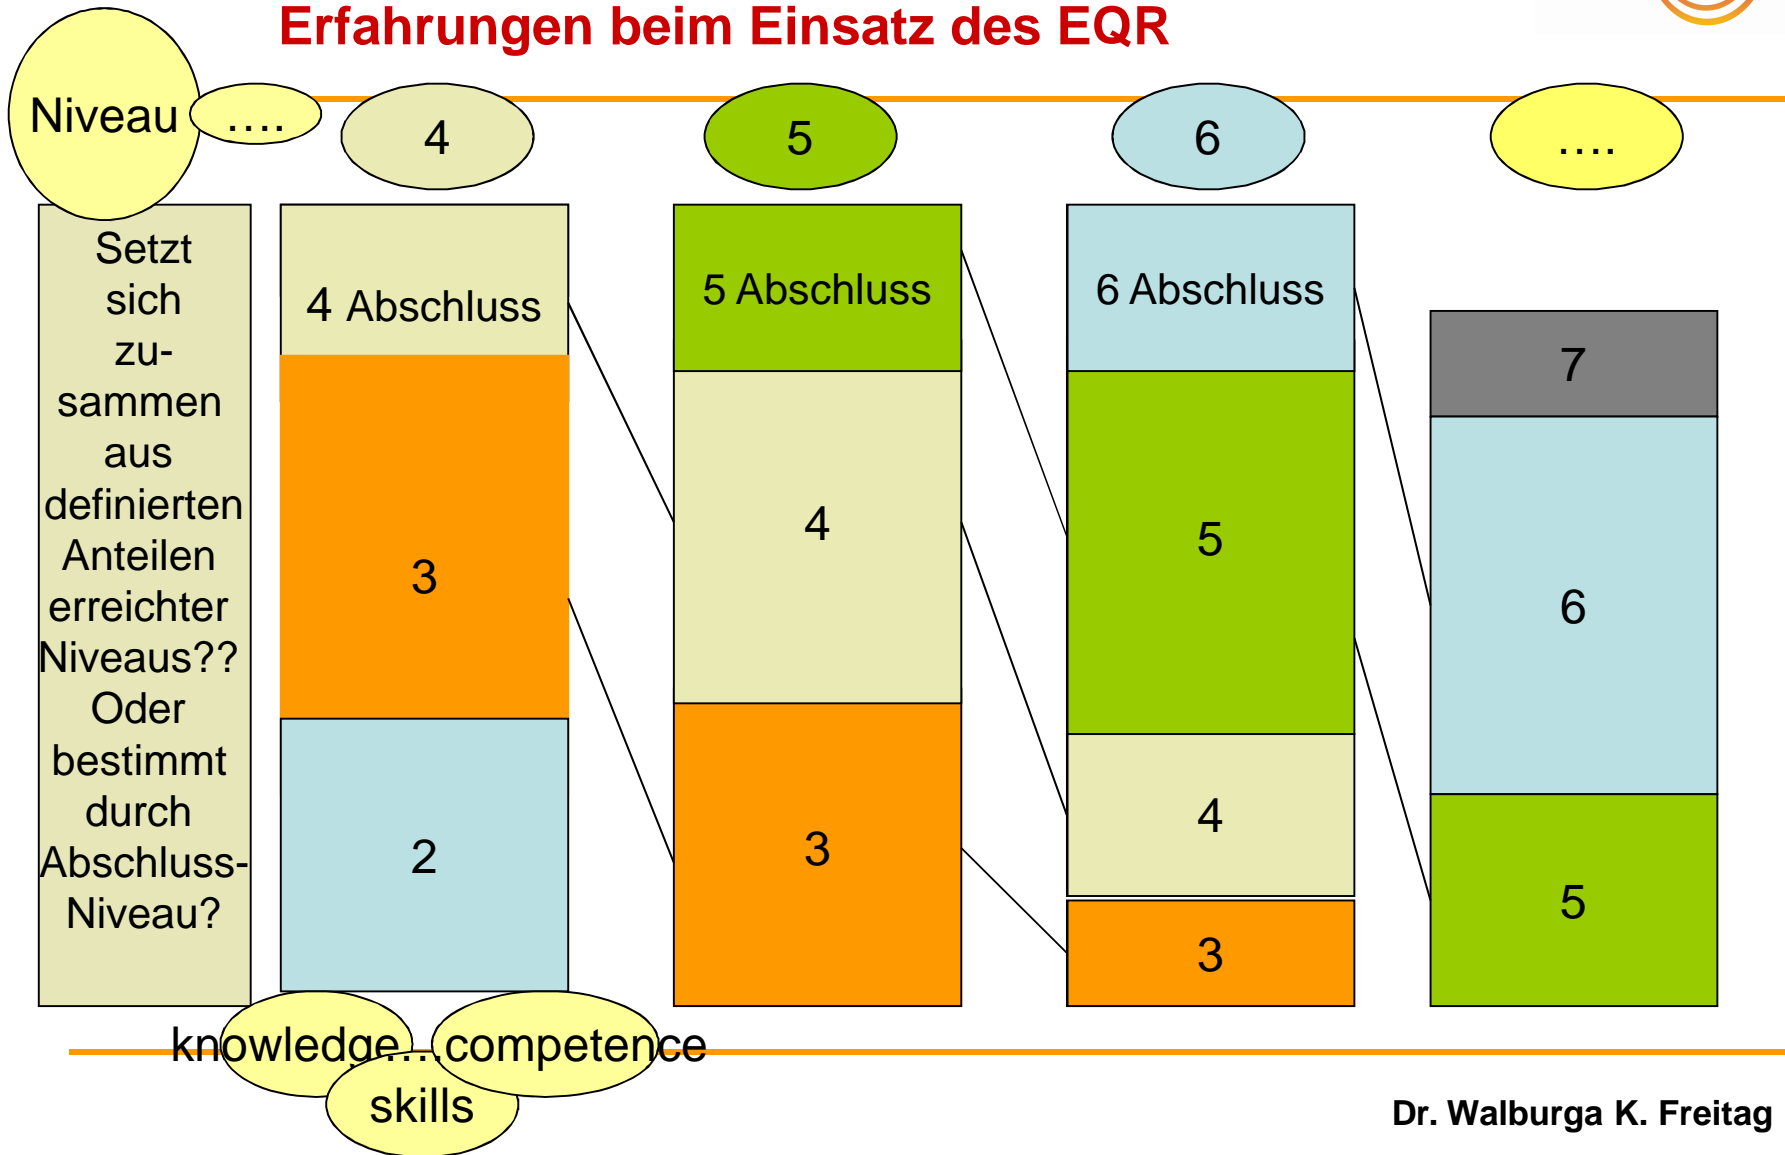 Erfahrungen beim Einsatz des EQR
Niveau
....
4
5
6
....
Setzt
sich
zu-
sammen
aus
definierten
Anteilen
erreichter
Niveaus??
Oder
bestimmt
durch
Abschluss-
Niveau?
4 Abschluss
3
2
5 Abschluss
4
3
6 Abschluss
5
4
3
7
6
5
knowledge....competence
skills
Dr. Walburga K. Freitag